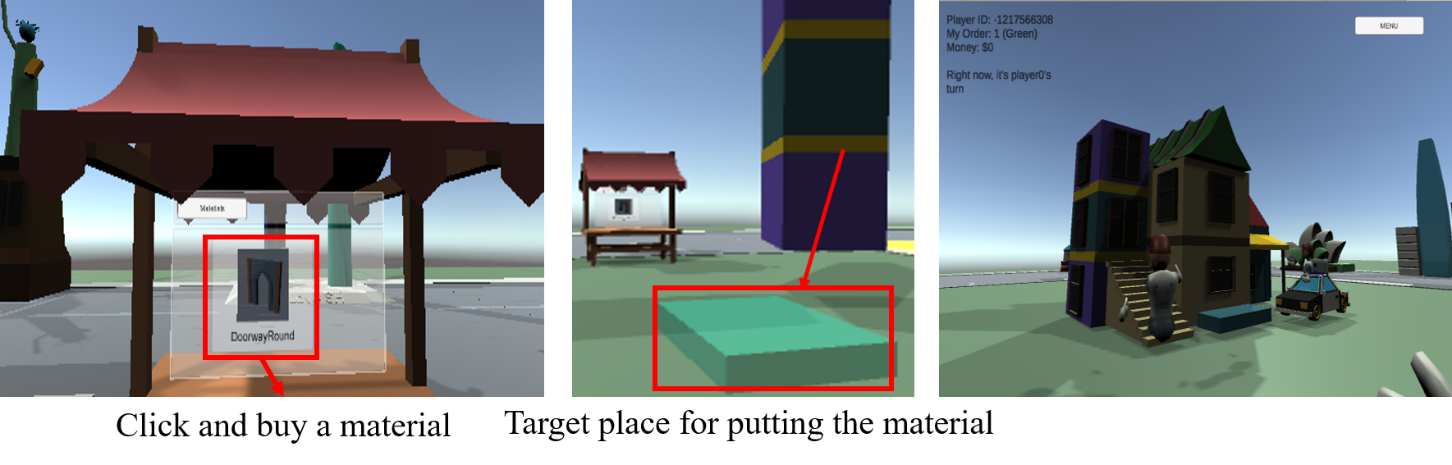 Materials
DoorwayRound
Player ID: -1217566308
My Order: 1 (Green)
Money: $0
Right now, it's player0's
turn
MENU
Click and buy a material
Target place for putting the material